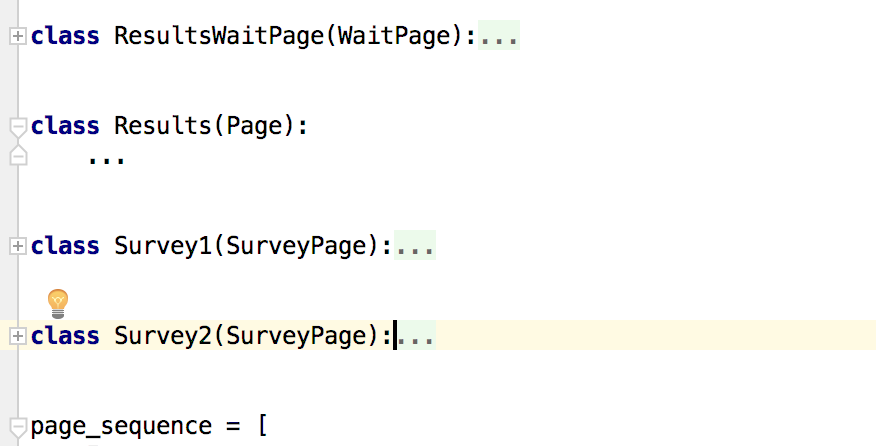 class ResultsWaitPage(WaitPage):...
class Results(Page):
    ...
class Survey1(SurveyPage):...
class Survey2(SurveyPage):...
page_sequence = [